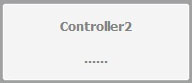 Controller2
......